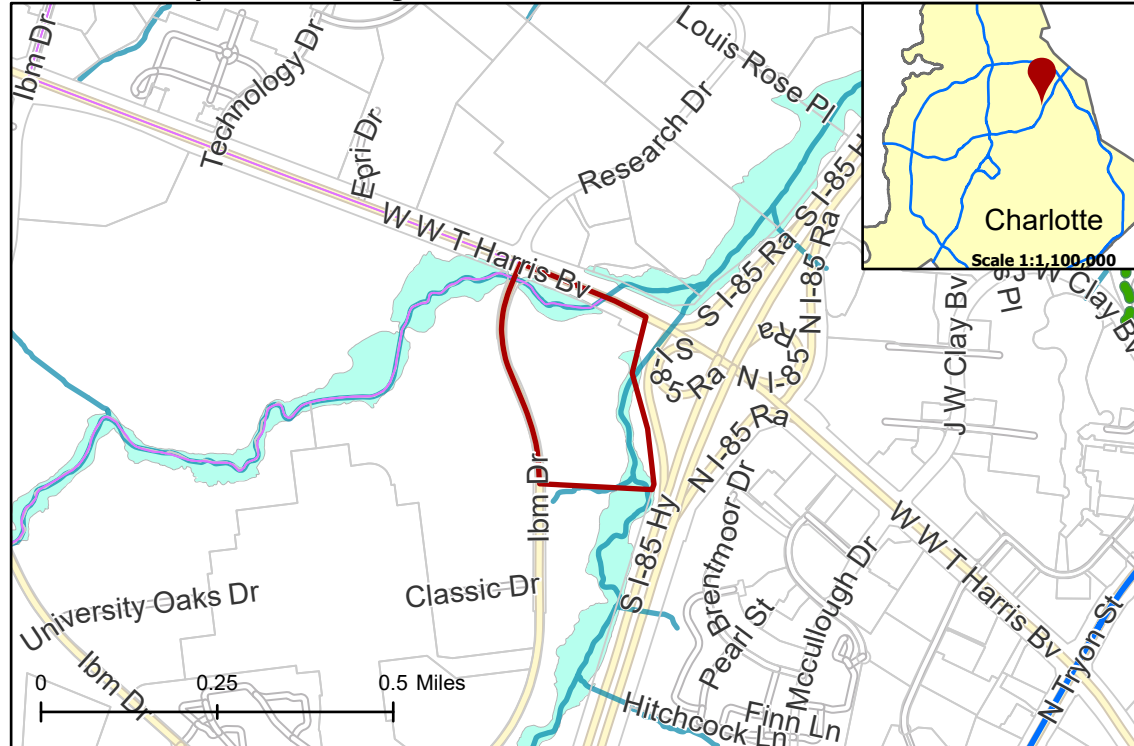 Ibm Dr
Technology Dr
Epri Dr
Louis Rose Pl
Research Dr
W W T Harris Bv
S I-85 Ra
S I-85 H
N I-85 Ra
S I-85 Ra
N I-85
Ra
N I-85 Ra
Charlotte
Scale 1:1,100,000
W Clay Bv
Pl
J W Clay Bv
Ibm Dr
S I-85 Hy
Brentmoor Dr
W W T Harris Bv
University Oaks Dr
Classic Dr
Pearl St
Mccullough Dr
N Tryon St
Ibm Dr
0 0.25 0.5 Miles
Hitchcock Ln
Finn Ln